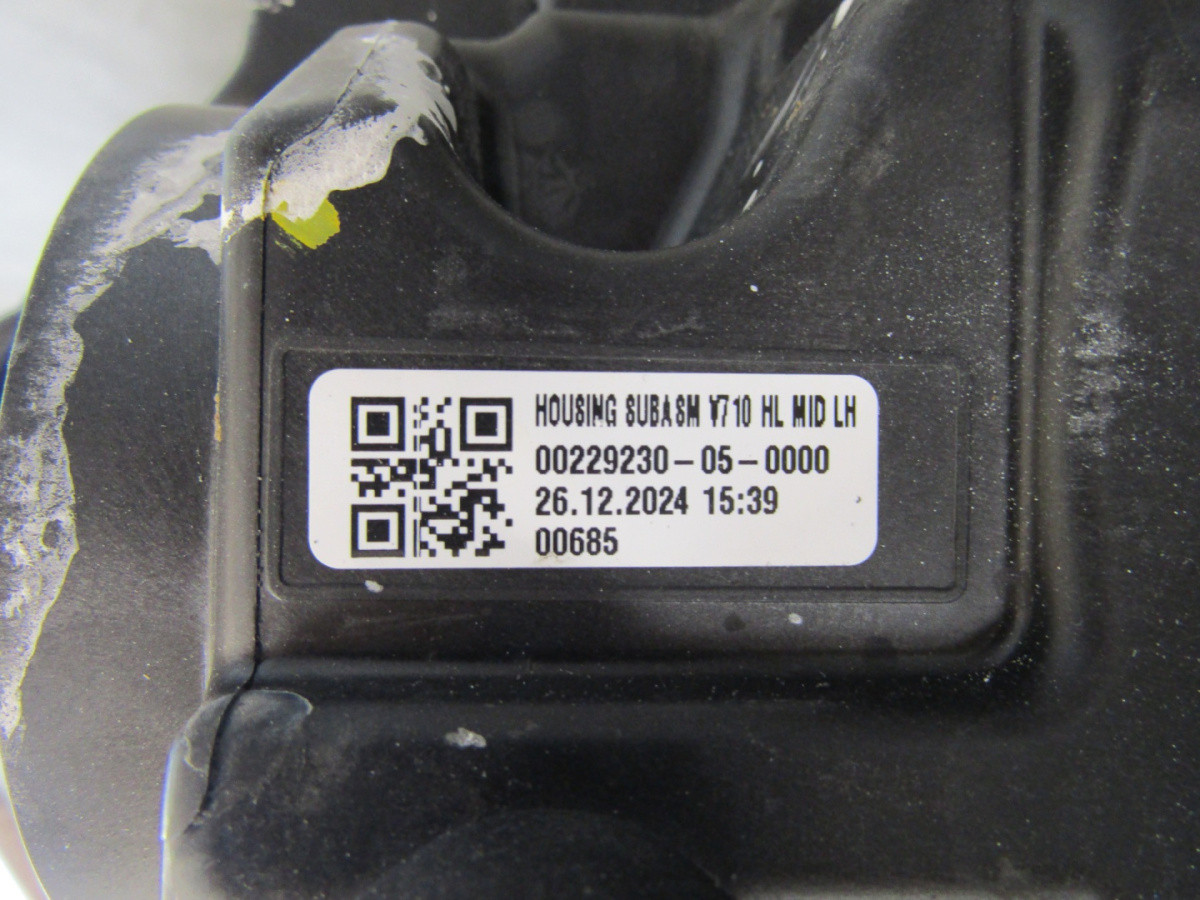 HOUSING SUBASM V710 HL MID LH
00229230-05-0000
26.12.2024 15:39
00685